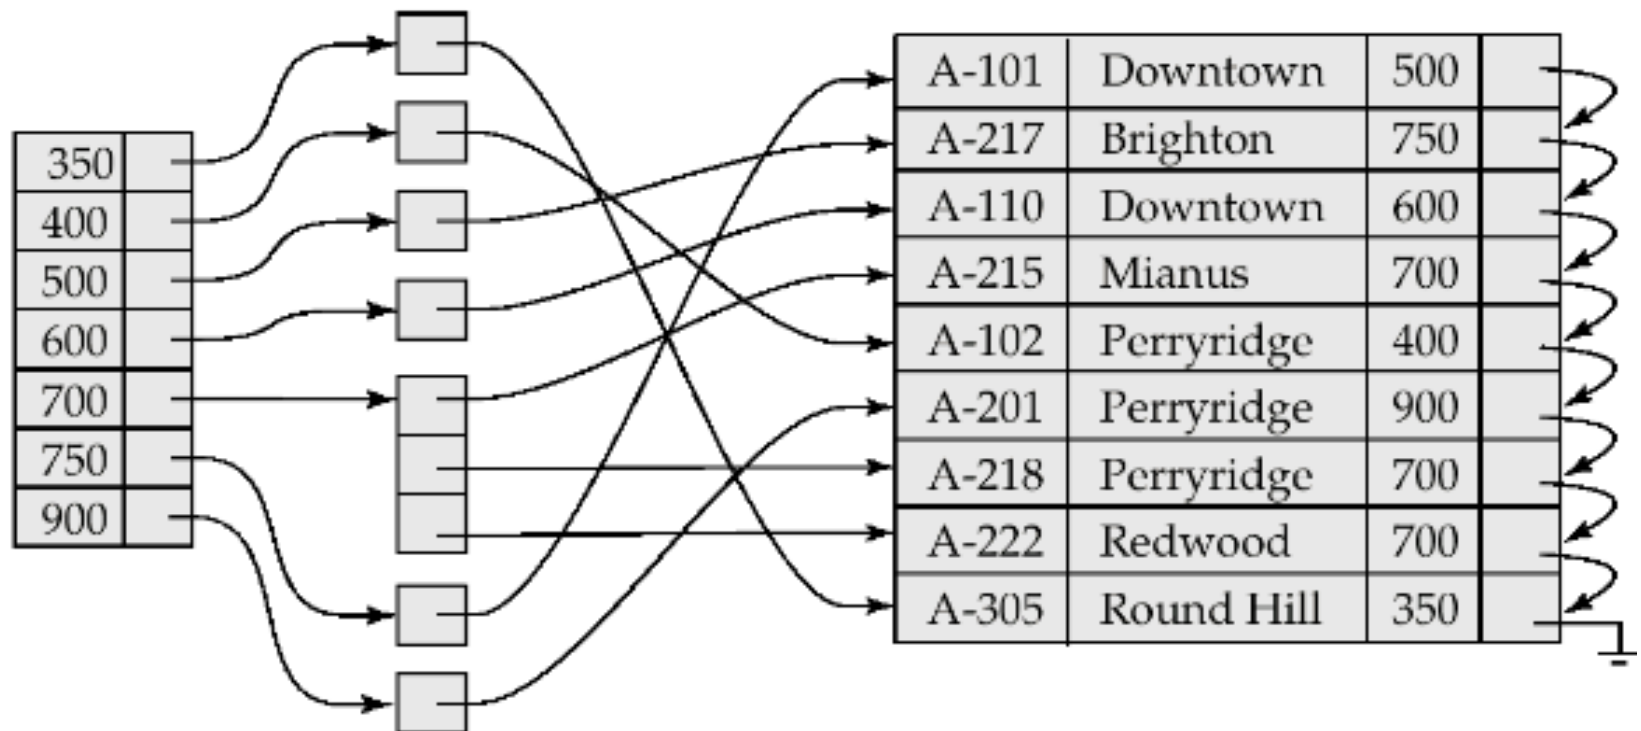 350
400
500
600
700
750
900
A-101 Downtown 500
A-217 Brighton 750
A-110 Downtown 600
A-215 Mianus 700
A-102 Perryridge 400
A-201 Perryridge 900
A-218 Perryridge 700
A-222 Redwood 700
A-305 Round Hill 350